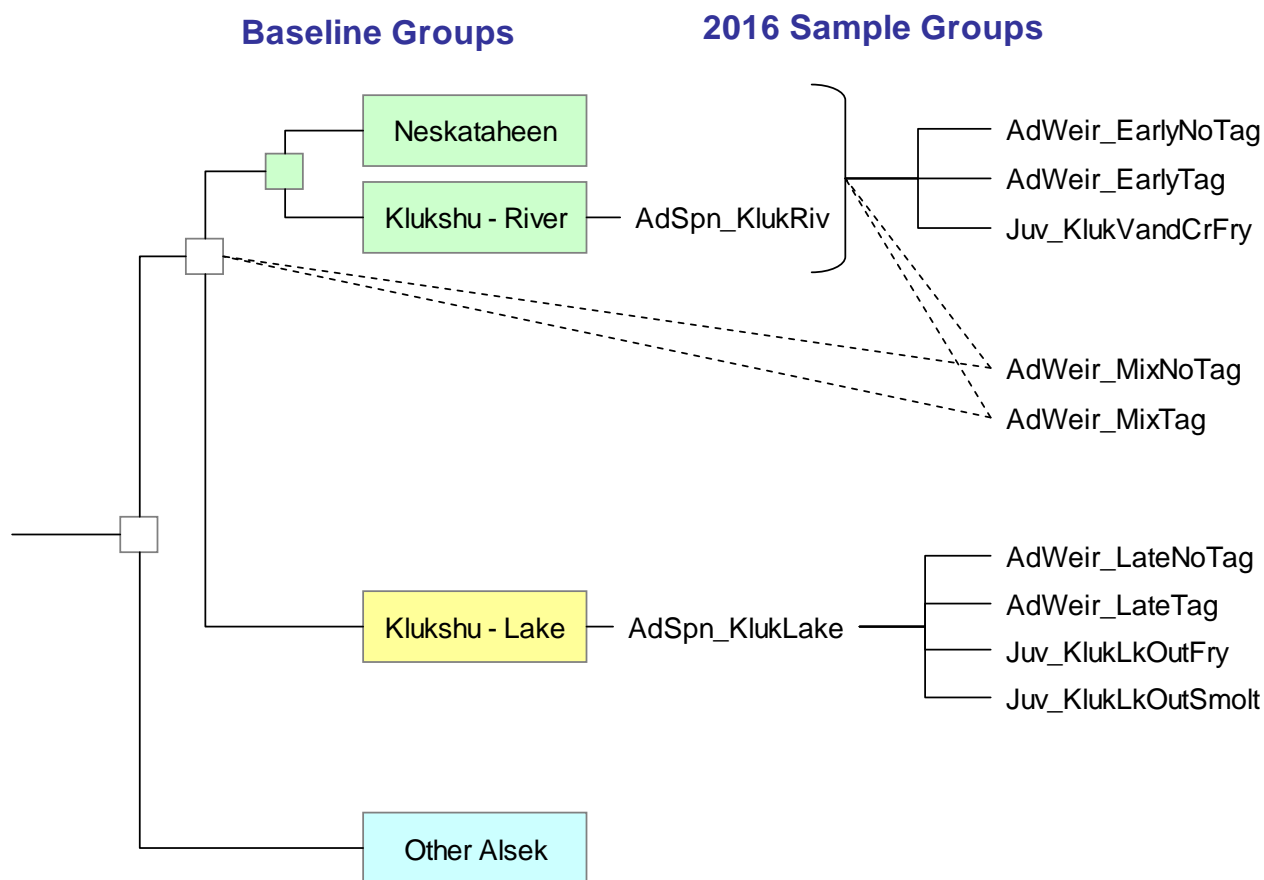 Baseline Groups
2016 Sample Groups
Neskataheen
Klukshu - River
AdSpn_KlukRiv
AdWeir_EarlyNoTag
AdWeir_EarlyTag
Juv_KlukVandCrFry
AdWeir_MixNoTag
AdWeir_MixTag
Klukshu - Lake
AdSpn_KlukLake
AdWeir_LateNoTag
AdWeir_LateTag
Juv_KlukLkOutFry
Juv_KlukLkOutSmolt
Other Alsek